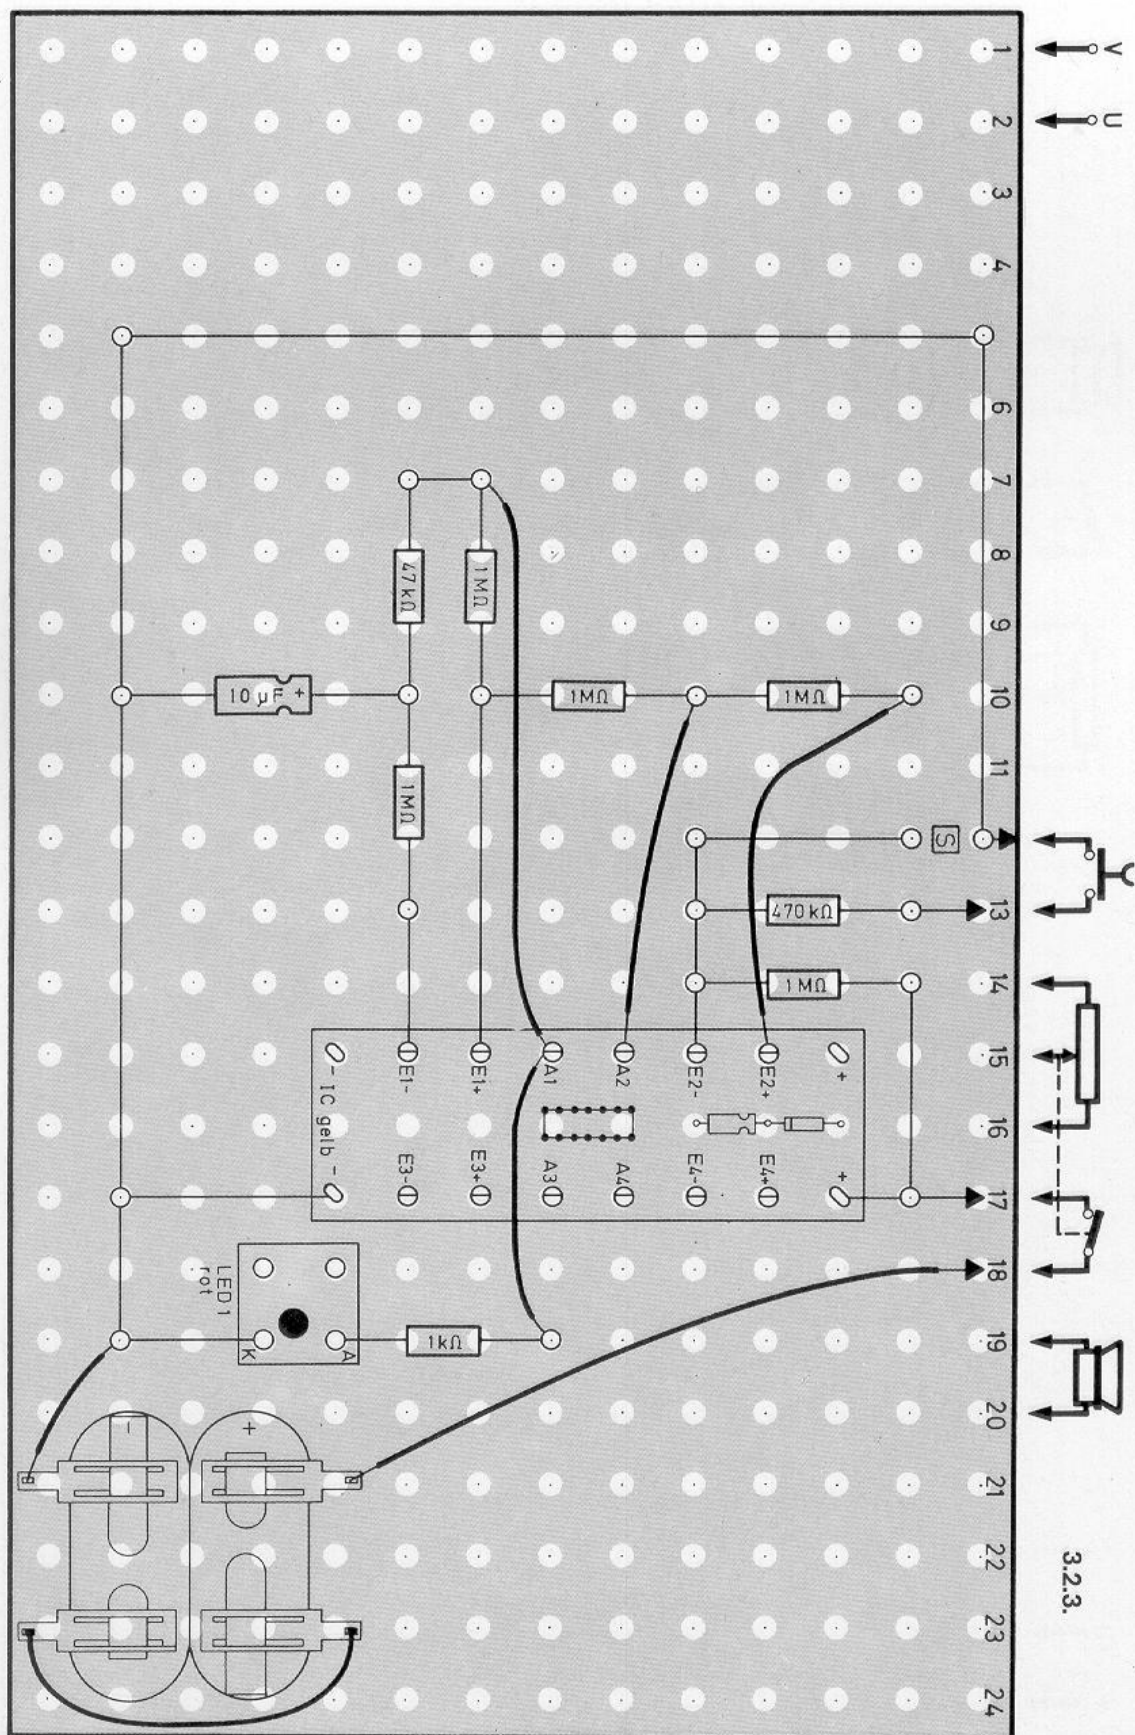 V
U
1
2
3
4
6
7
8
9
10
11
13
14
15
16
17
18
19
20
21
22
23
24
3.2.3.
S
47kΩ
1MΩ
10µF +
1MΩ
1MΩ
1MΩ
470kΩ
1MΩ
- IC gelb -
E1-
E1+
A1
A2
E2-
E2+
+
E3-
E3+
A3
A4
E4-
E4+
+
LED1
rot
K
A
1kΩ
-
+